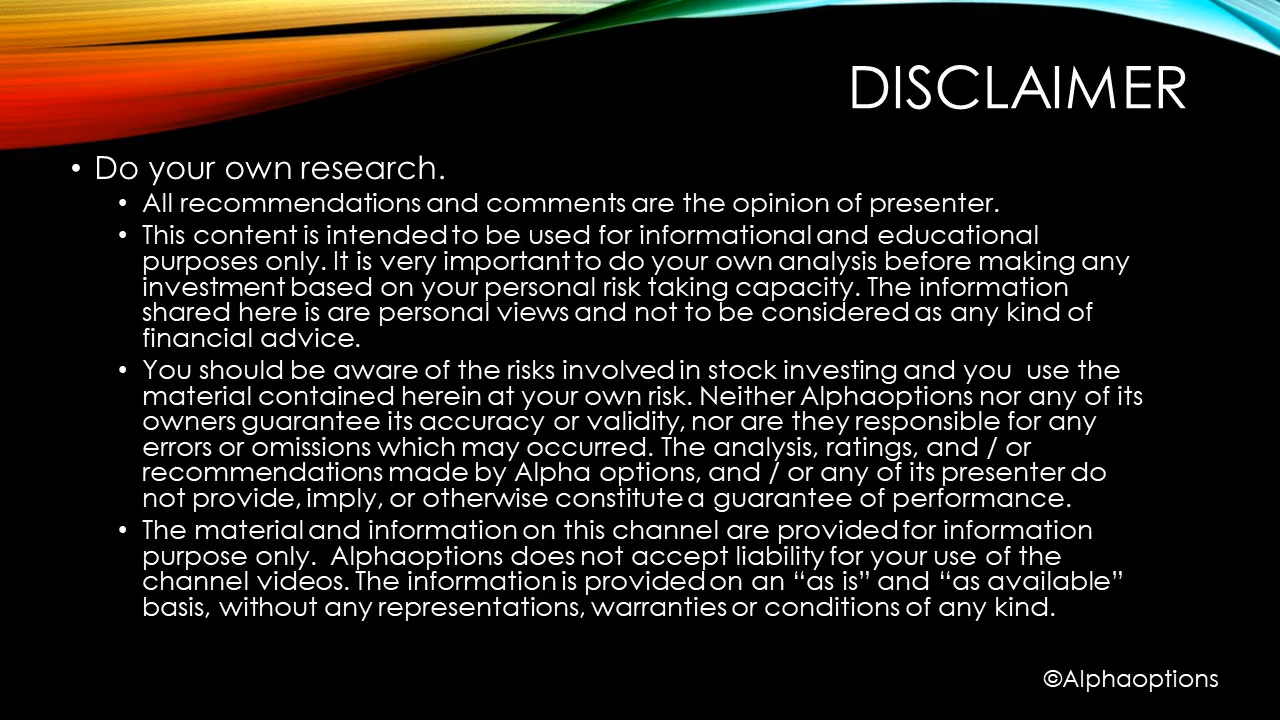 DISCLAIMER
• Do your own research.
• All recommendations and comments are the opinion of presenter.
• This content is intended to be used for informational and educational
purposes only. It is very important to do your own analysis before making any
investment based on your personal risk taking capacity. The information
shared here is are personal views and not to be considered as any kind of
financial advice.
• You should be aware of the risks involved in stock investing and you  use the
material contained herein at your own risk. Neither Alphaoptions nor any of its
owners guarantee its accuracy or validity, nor are they responsible for any
errors or omissions which may occurred. The analysis, ratings, and / or
recommendations made by Alpha options, and / or any of its presenter do
not provide, imply, or otherwise constitute a guarantee of performance.
• The material and information on this channel are provided for information
purpose only.  Alphaoptions does not accept liability for your use of the
channel videos. The information is provided on an “as is” and “as available”
basis, without any representations, warranties or conditions of any kind.
©Alphaoptions